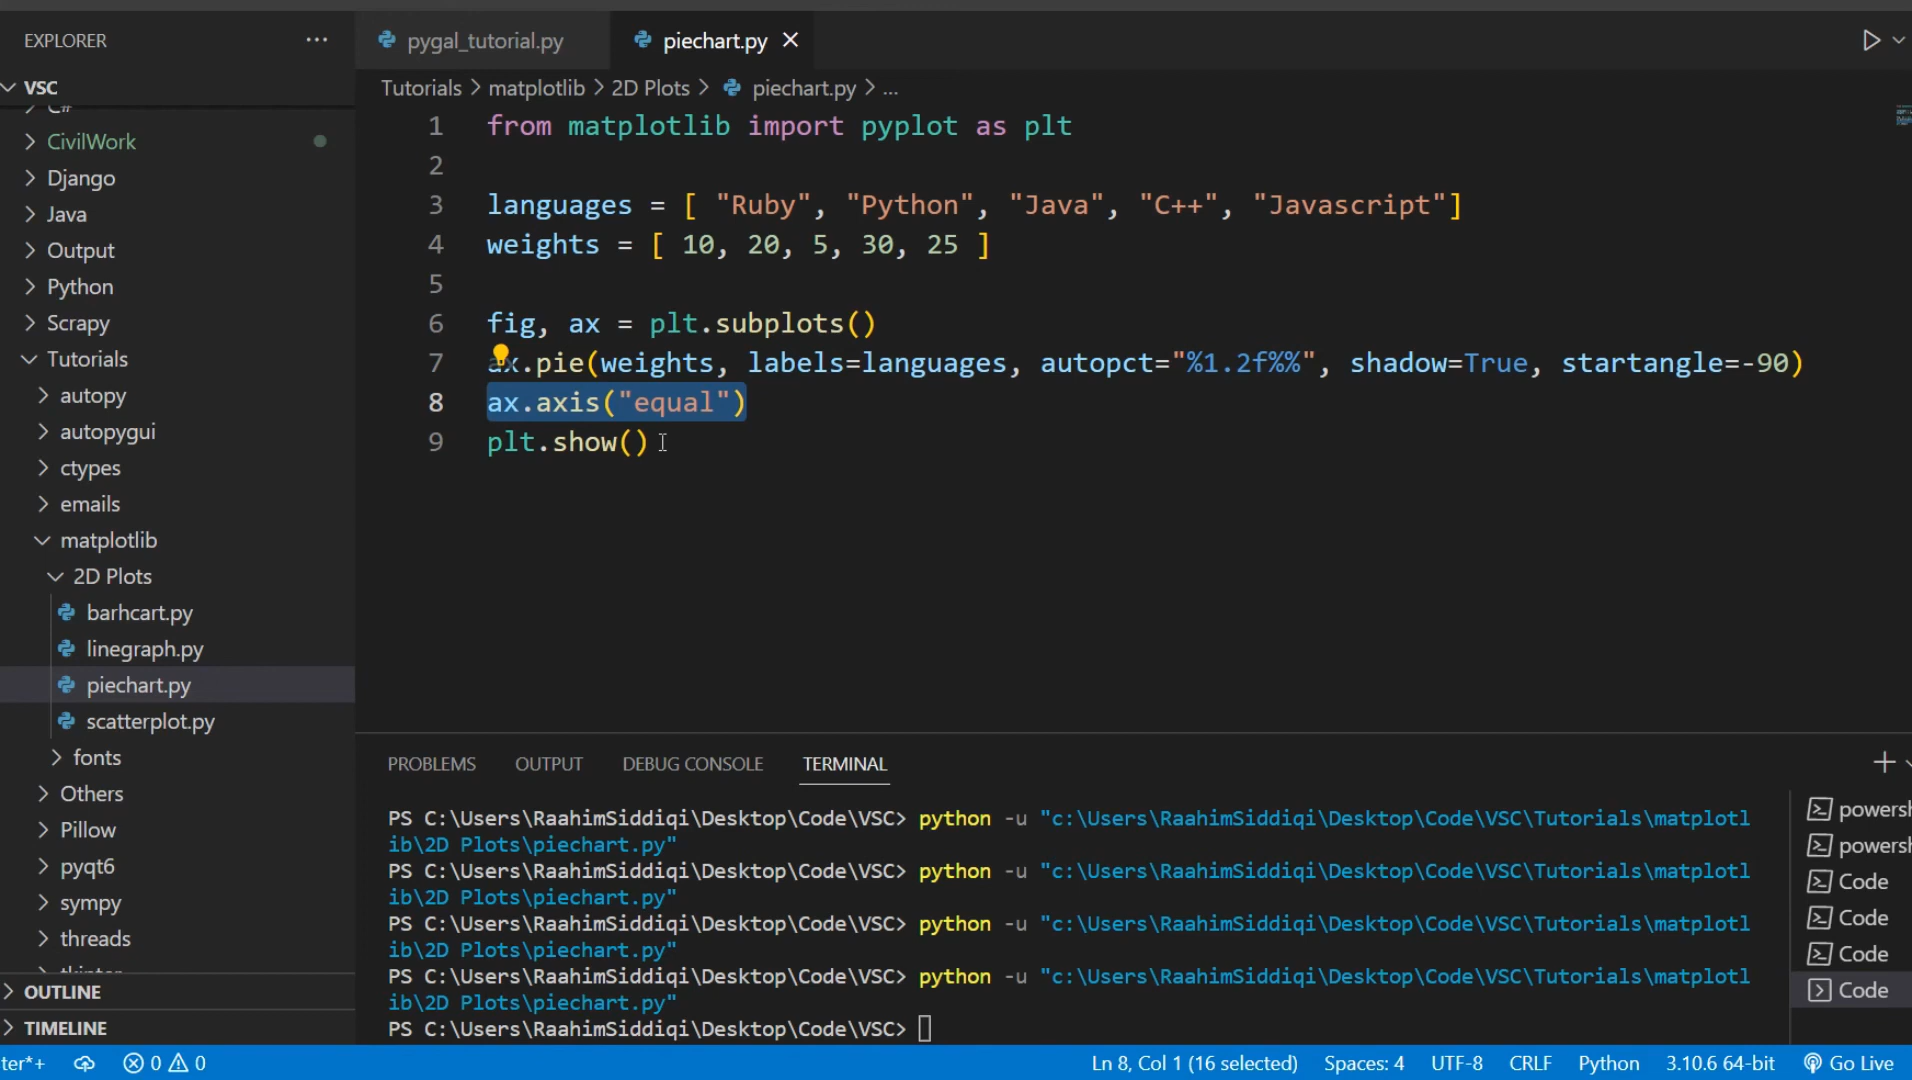 EXPLORER
pygal_tutorial.py
piechart.py
VSC
Tutorials > matplotlib > 2D Plots > piechart.py > ...
C#
CivilWork
Django
Java
Output
Python
Scrapy
Tutorials
autopy
autopygui
ctypes
emails
matplotlib
2D Plots
barhcart.py
linegraph.py
piechart.py
scatterplot.py
fonts
Others
Pillow
pyqt6
sympy
threads
tkinter
OUTLINE
TIMELINE
1 from matplotlib import pyplot as plt
2
3 languages = [ "Ruby", "Python", "Java", "C++", "Javascript"]
4 weights = [ 10, 20, 5, 30, 25 ]
5
6 fig, ax = plt.subplots()
7 ax.pie(weights, labels=languages, autopct="%1.2f%%", shadow=True, startangle=-90)
8 ax.axis("equal")
9 plt.show()
PROBLEMS OUTPUT DEBUG CONSOLE TERMINAL
PS C:\Users\RaahimSiddiqi\Desktop\Code\VSC> python -u "c:\Users\RaahimSiddiqi\Desktop\Code\VSC\Tutorials\matplotl
ib\2D Plots\piechart.py"
PS C:\Users\RaahimSiddiqi\Desktop\Code\VSC> python -u "c:\Users\RaahimSiddiqi\Desktop\Code\VSC\Tutorials\matplotl
ib\2D Plots\piechart.py"
PS C:\Users\RaahimSiddiqi\Desktop\Code\VSC> python -u "c:\Users\RaahimSiddiqi\Desktop\Code\VSC\Tutorials\matplotl
ib\2D Plots\piechart.py"
PS C:\Users\RaahimSiddiqi\Desktop\Code\VSC> python -u "c:\Users\RaahimSiddiqi\Desktop\Code\VSC\Tutorials\matplotl
ib\2D Plots\piechart.py"
PS C:\Users\RaahimSiddiqi\Desktop\Code\VSC>
powersh
powersh
Code
Code
Code
Code
ter*+ 0 0 Ln 8, Col 1 (16 selected) Spaces: 4 UTF-8 CRLF Python 3.10.6 64-bit Go Live